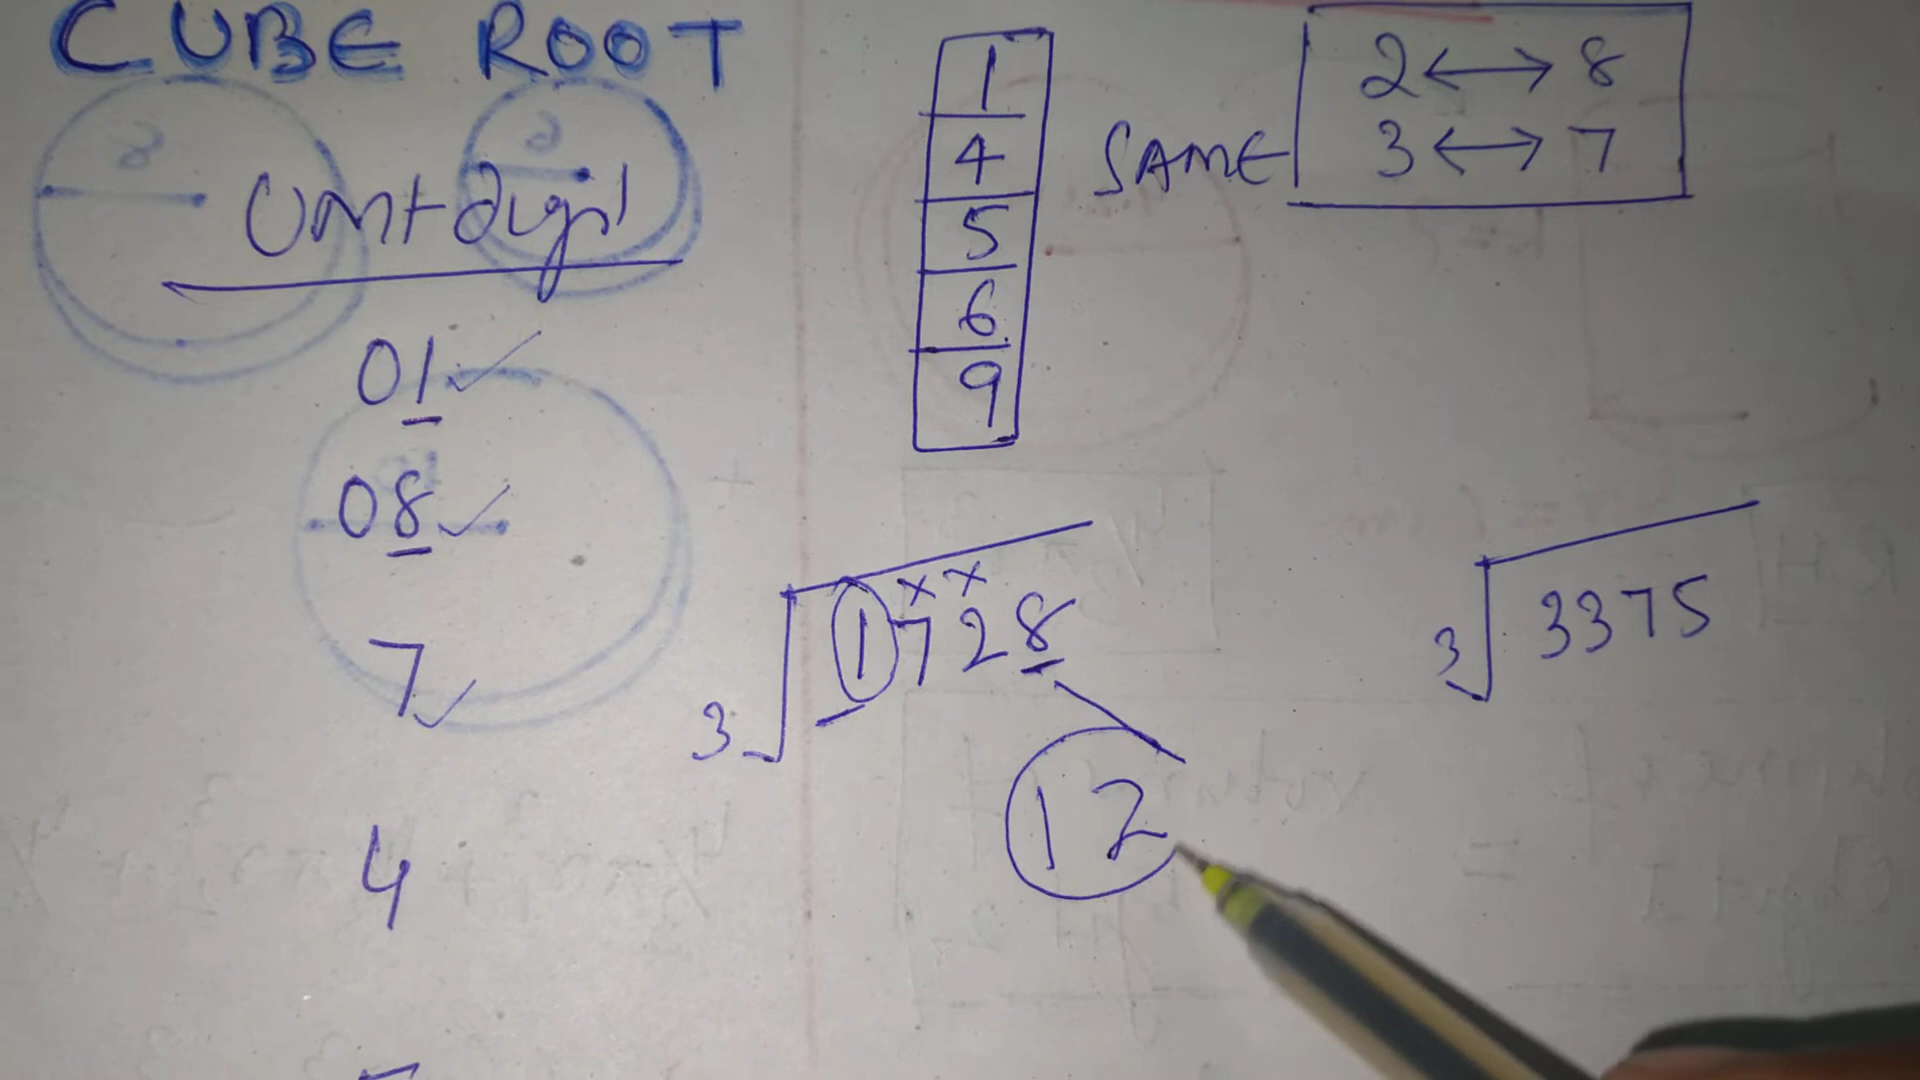 CUBE ROOT
Unit digit
01 ✓
08 ✓
7 ✓
4
1
4
5
6
9
SAME
2 ↔ 8
3 ↔ 7
3√1728
12
3√3375